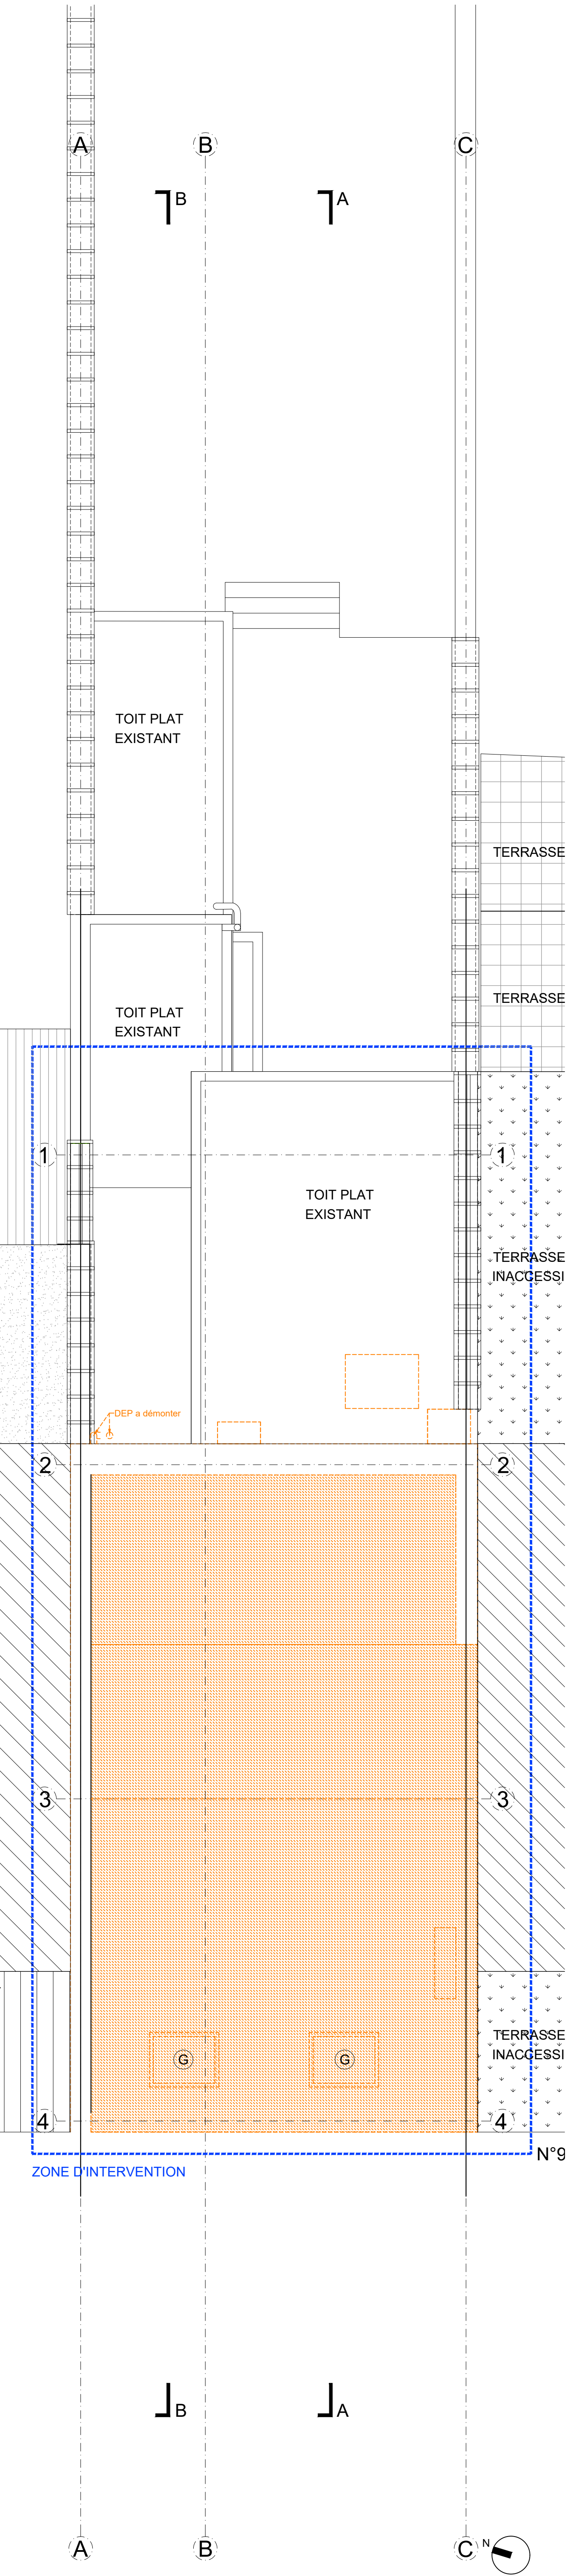 A B C
B A
TOIT PLAT
EXISTANT
TERRASSE
TOIT PLAT
EXISTANT
TERRASSE
1 1
TOIT PLAT
EXISTANT
TERRASSE
INACCESSI
DEP a démonter
2 2
3 3
TERRASSE
INACCESSI
G G
4 4
N°9
ZONE D'INTERVENTION
B A
A B C
N